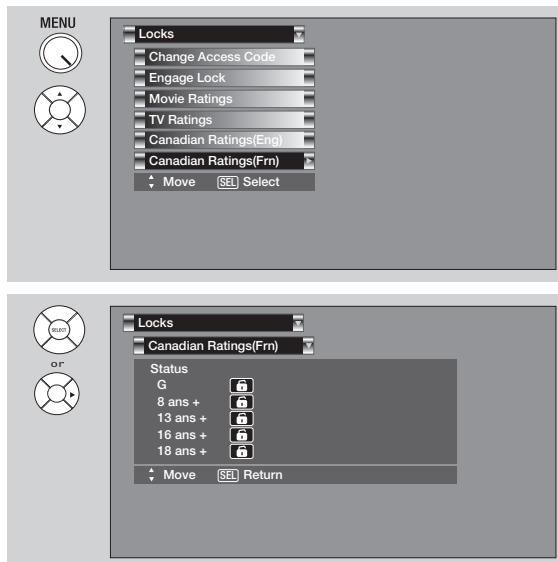 MENU
Locks
Change Access Code
Engage Lock
Movie Ratings
TV Ratings
Canadian Ratings(Eng)
Canadian Ratings(Frn)
Move SEL Select
SELECT
or
Locks
Canadian Ratings(Frn)
Status
G
8 ans +
13 ans +
16 ans +
18 ans +
Move SEL Return